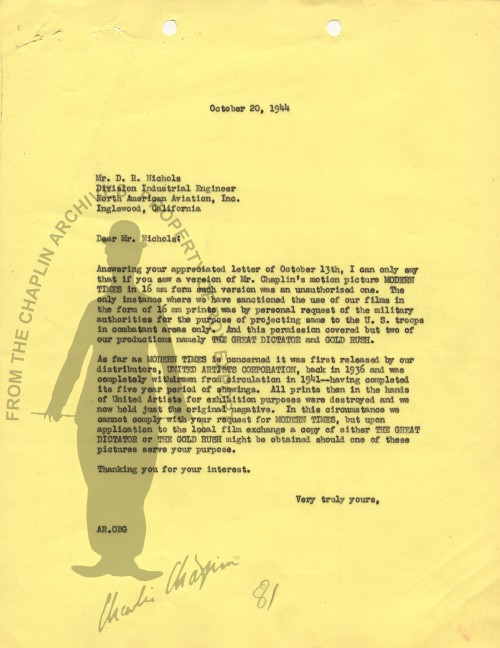 October 20, 1944
Mr. D. R. Nichols
Division Industrial Engineer
North American Aviation, Inc.
Inglewood, California
Dear Mr. Nichols:
Answering your appreciated letter of October 13th, I can only say
that if you saw a version of Mr. Chaplin's motion picture MODERN
TIMES in 16 mm form such version was an unauthorized one. The
only instance where we have sanctioned the use of our films in
the form of 16 mm prints was by personal request of the military
authorities for the purpose of projecting same to the U. S. troops
in combatant areas only. And this permission covered but two of
our productions namely THE GREAT DICTATOR and GOLD RUSH.
As far as MODERN TIMES is concerned it was first released by our
distributors, UNITED ARTISTS CORPORATION, back in 1936 and was
completely withdrawn from circulation in 1941--having completed
its five year period of showings. All prints then in the hands
of United Artists for exhibition purposes were destroyed and we
now hold just the original negative. In this circumstance we
cannot comply with your request for MODERN TIMES, but upon
application to the local film exchange a copy of either THE GREAT
DICTATOR or THE GOLD RUSH might be obtained should one of these
pictures serve your purpose.
Thanking you for your interest.
Very truly yours,
AR.OBG
FROM THE CHAPLIN ARCHIVES
PROPERTY
Charlie Chaplin
81